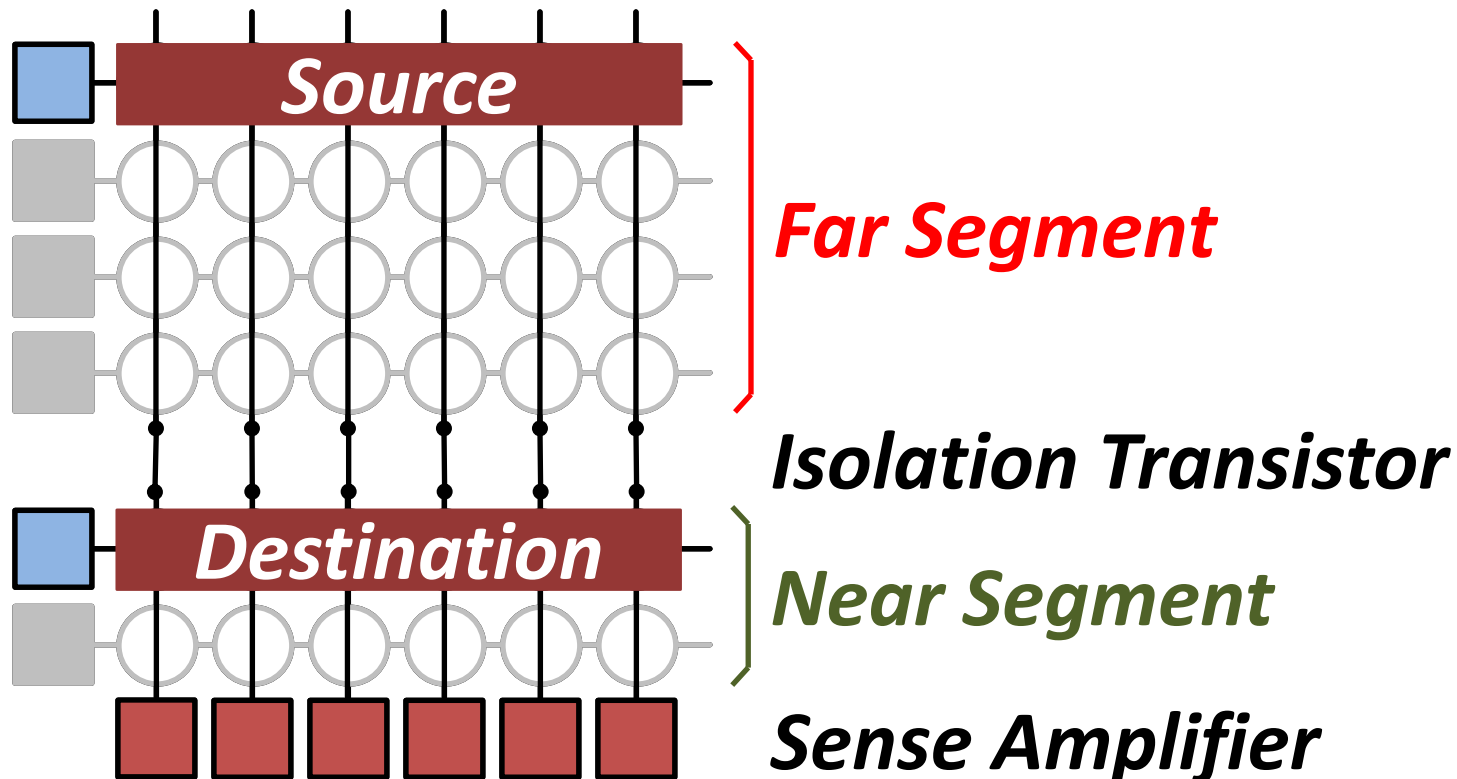 Source
Far Segment
Isolation Transistor
Destination
Near Segment
Sense Amplifier